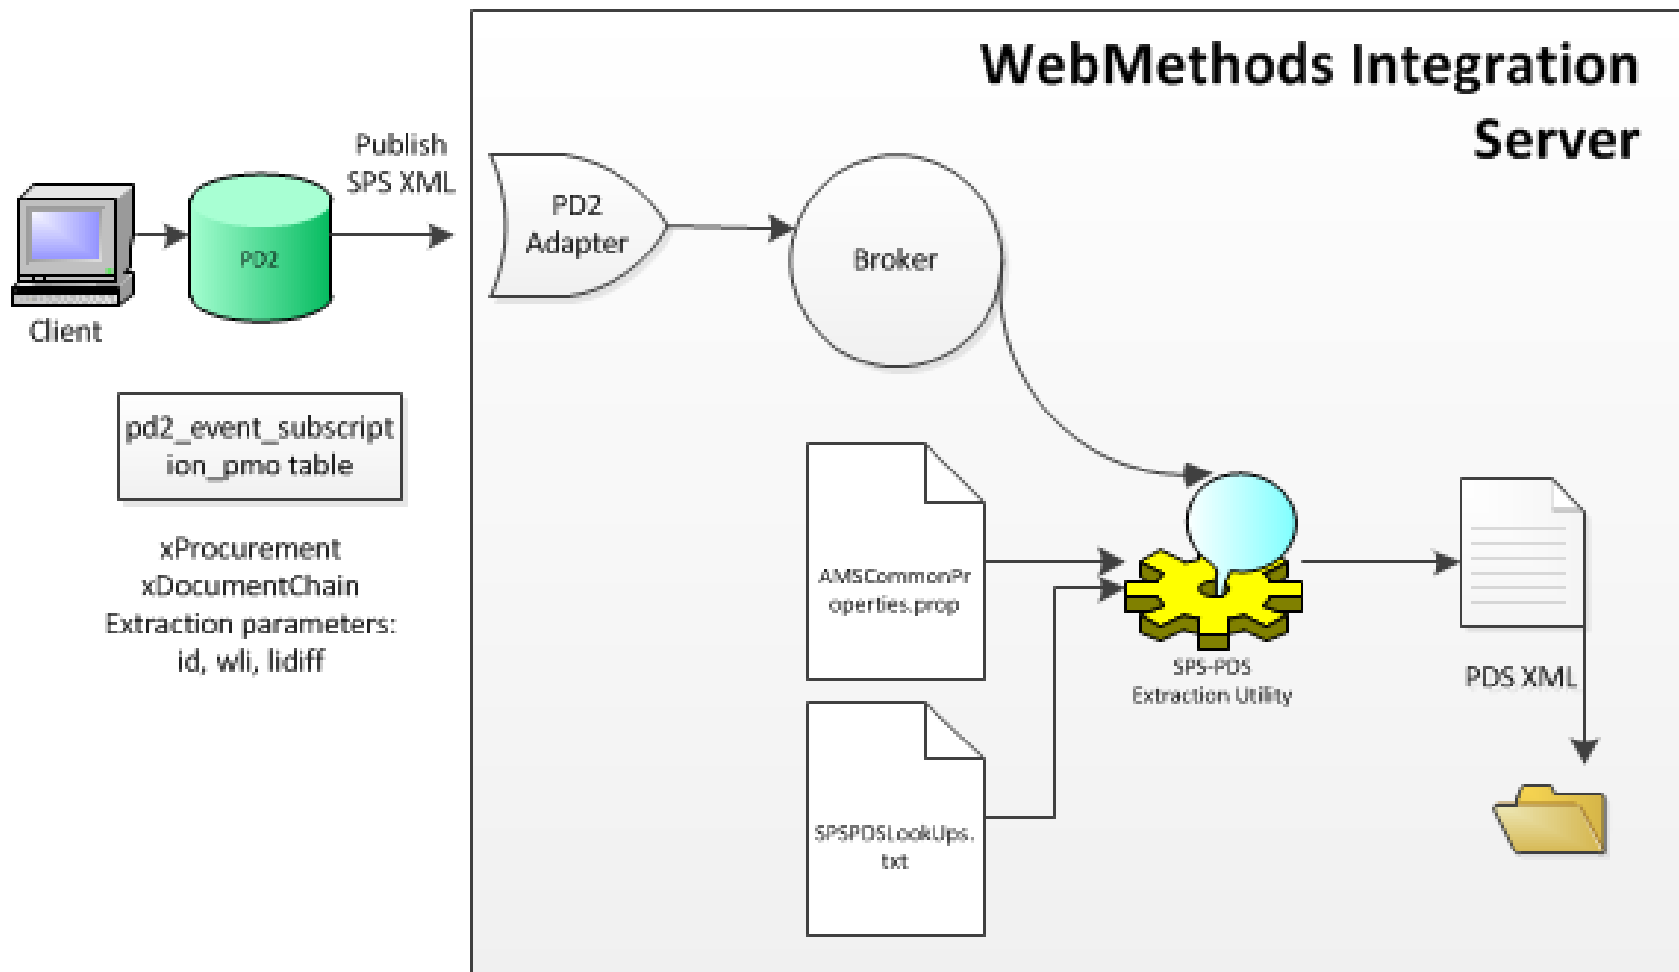 WebMethods Integration
Server
Publish
SPS XML
PD2
Adapter
Broker
PD2
Client
pd2_event_subscript
ion_pmo table
xProcurement
xDocumentChain
Extraction parameters:
id, wli, lidiff
AMSCommonPr
operties.prop
SPS-PDS
Extraction Utility
PDS XML
SPSPDSLookUps.
txt